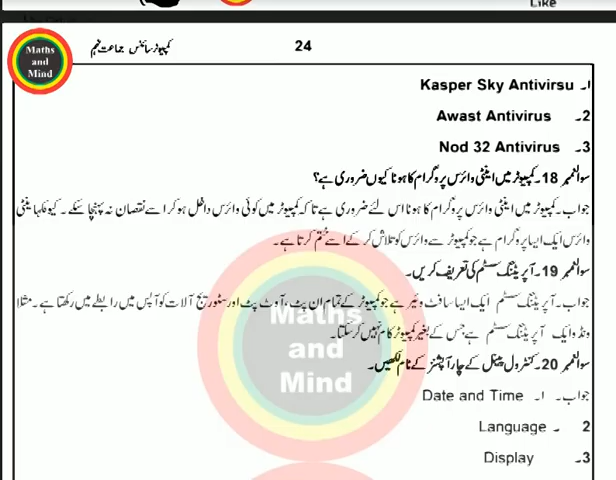 Like
Maths
and
Mind
24
کمپیوٹر سائنس جماعت نہم
۱۔ Kasper Sky Antivirsu
2۔ Awast Antivirus
3۔ Nod 32 Antivirus
سوال نمبر 18۔ کمپیوٹر میں اینٹی وائرس پروگرام کا ہونا کیوں ضروری ہے؟
جواب۔ کمپیوٹر میں اینٹی وائرس پروگرام کا ہونا اس لئے ضروری ہے تاکہ کمپیوٹر میں کوئی وائرس داخل ہو کر اسے نقصان نہ پہنچا سکے۔ کیونکہ اینٹی
وائرس ایک ایسا پروگرام ہے جو کمپیوٹر سے وائرس کو تلاش کر کے اسے ختم کرتا ہے۔
سوال نمبر 19۔ آپریٹنگ سسٹم کی تعریف کریں۔
جواب۔ آپریٹنگ سسٹم ایک ایسا سافٹ وئیر ہے جو کمپیوٹر کے تمام ان پٹ، آوٹ پٹ اور سٹوریج آلات کو آپس میں رابطے میں رکھتا ہے۔ مثلا
ونڈو ایک آپریٹنگ سسٹم ہے جس کے بغیر کمپیوٹر کام نہیں کر سکتا۔
سوال نمبر 20۔ کنٹرول پینل کے چار آپشنز کے نام لکھیں۔
جواب۔ ۱۔ Date and Time
2 ۔ Language
3۔ Display
Maths
and
Mind